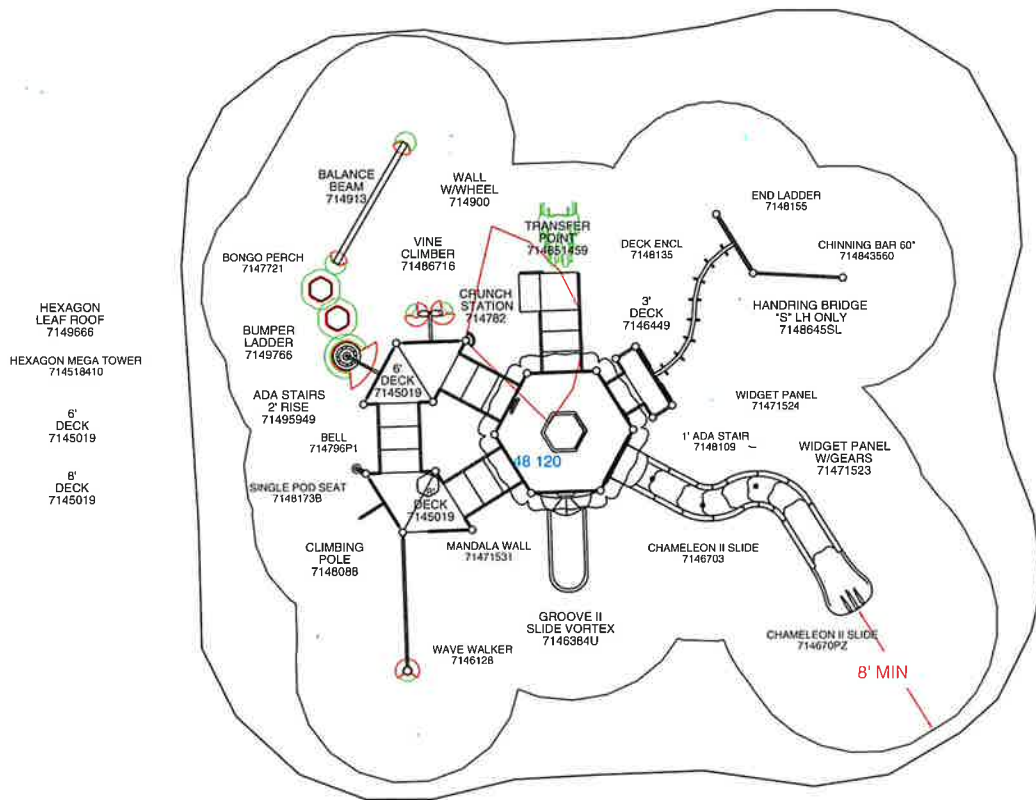 BALANCE
BEAM
714913
WALL
W/WHEEL
714900
END LADDER
7148155
TRANSFER
POINT
714851459
BONGO PERCH
7147721
VINE
CLIMBER
71486716
DECK ENCL
7148135
CHINNING BAR 60"
714843560
CRUNCH
STATION
714782
3'
DECK
7146449
HANDRING BRIDGE
"S" LH ONLY
7148645SL
HEXAGON
LEAF ROOF
7149666
BUMPER
LADDER
7149766
HEXAGON MEGA TOWER
714518410
6'
DECK
7145019
ADA STAIRS
2' RISE
71495949
WIDGET PANEL
71471524
6'
DECK
7145019
BELL
714796P1
1' ADA STAIR
7148109
WIDGET PANEL
W/GEARS
71471523
48 120
8'
DECK
7145019
SINGLE POD SEAT
7148173B
8'
DECK
7145019
CLIMBING
POLE
714808B
MANDALA WALL
71471531
CHAMELEON II SLIDE
7146703
GROOVE II
SLIDE VORTEX
7146384U
WAVE WALKER
7146128
CHAMELEON II SLIDE
714670PZ
8' MIN